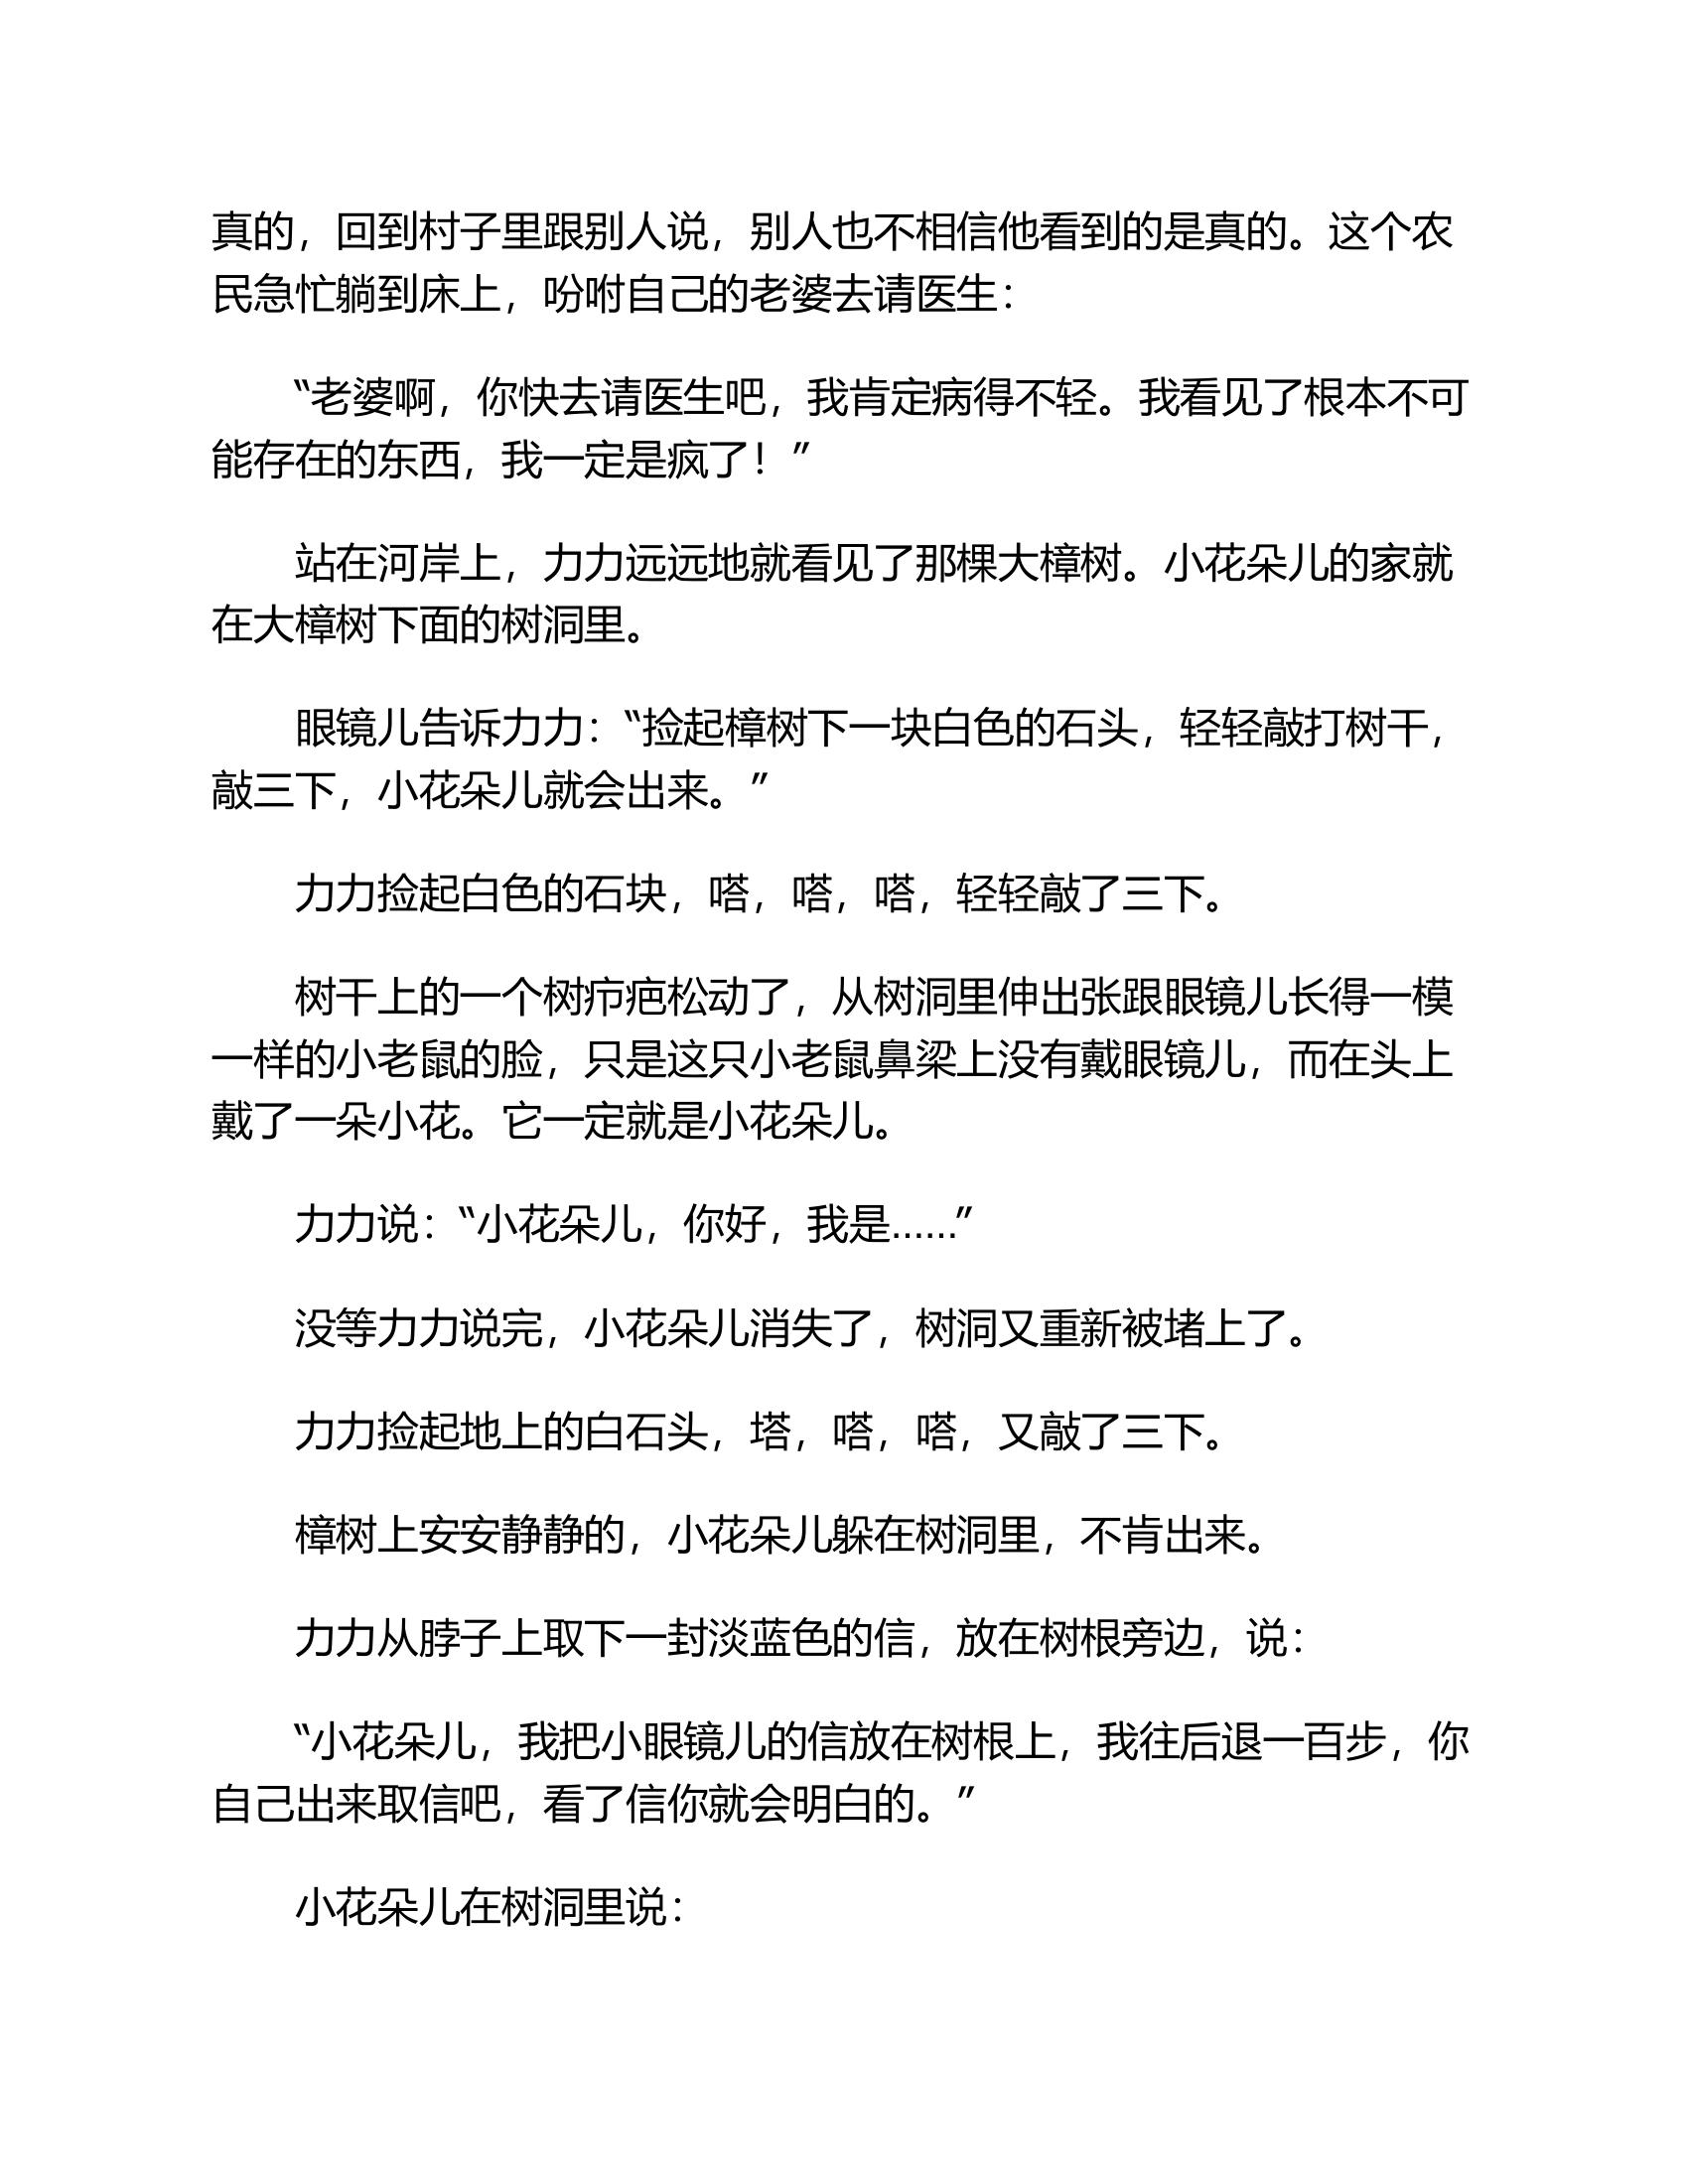 真的，回到村子里跟别人说，别人也不相信他看到的是真的。这个农
民急忙躺到床上，吩咐自己的老婆去请医生：
“老婆啊，你快去请医生吧，我肯定病得不轻。我看见了根本不可
能存在的东西，我一定是疯了！”
站在河岸上，力力远远地就看见了那棵大樟树。小花朵儿的家就
在大樟树下面的树洞里。
眼镜儿告诉力力：“捡起樟树下一块白色的石头，轻轻敲打树干，
敲三下，小花朵儿就会出来。”
力力捡起白色的石块，嗒，嗒，嗒，轻轻敲了三下。
树干上的一个树疖疤松动了，从树洞里伸出张跟眼镜儿长得一模
一样的小老鼠的脸，只是这只小老鼠鼻梁上没有戴眼镜儿，而在头上
戴了一朵小花。它一定就是小花朵儿。
力力说：“小花朵儿，你好，我是……”
没等力力说完，小花朵儿消失了，树洞又重新被堵上了。
力力捡起地上的白石头，塔，嗒，嗒，又敲了三下。
樟树上安安静静的，小花朵儿躲在树洞里，不肯出来。
力力从脖子上取下一封淡蓝色的信，放在树根旁边，说：
“小花朵儿，我把小眼镜儿的信放在树根上，我往后退一百步，你
自己出来取信吧，看了信你就会明白的。”
小花朵儿在树洞里说：